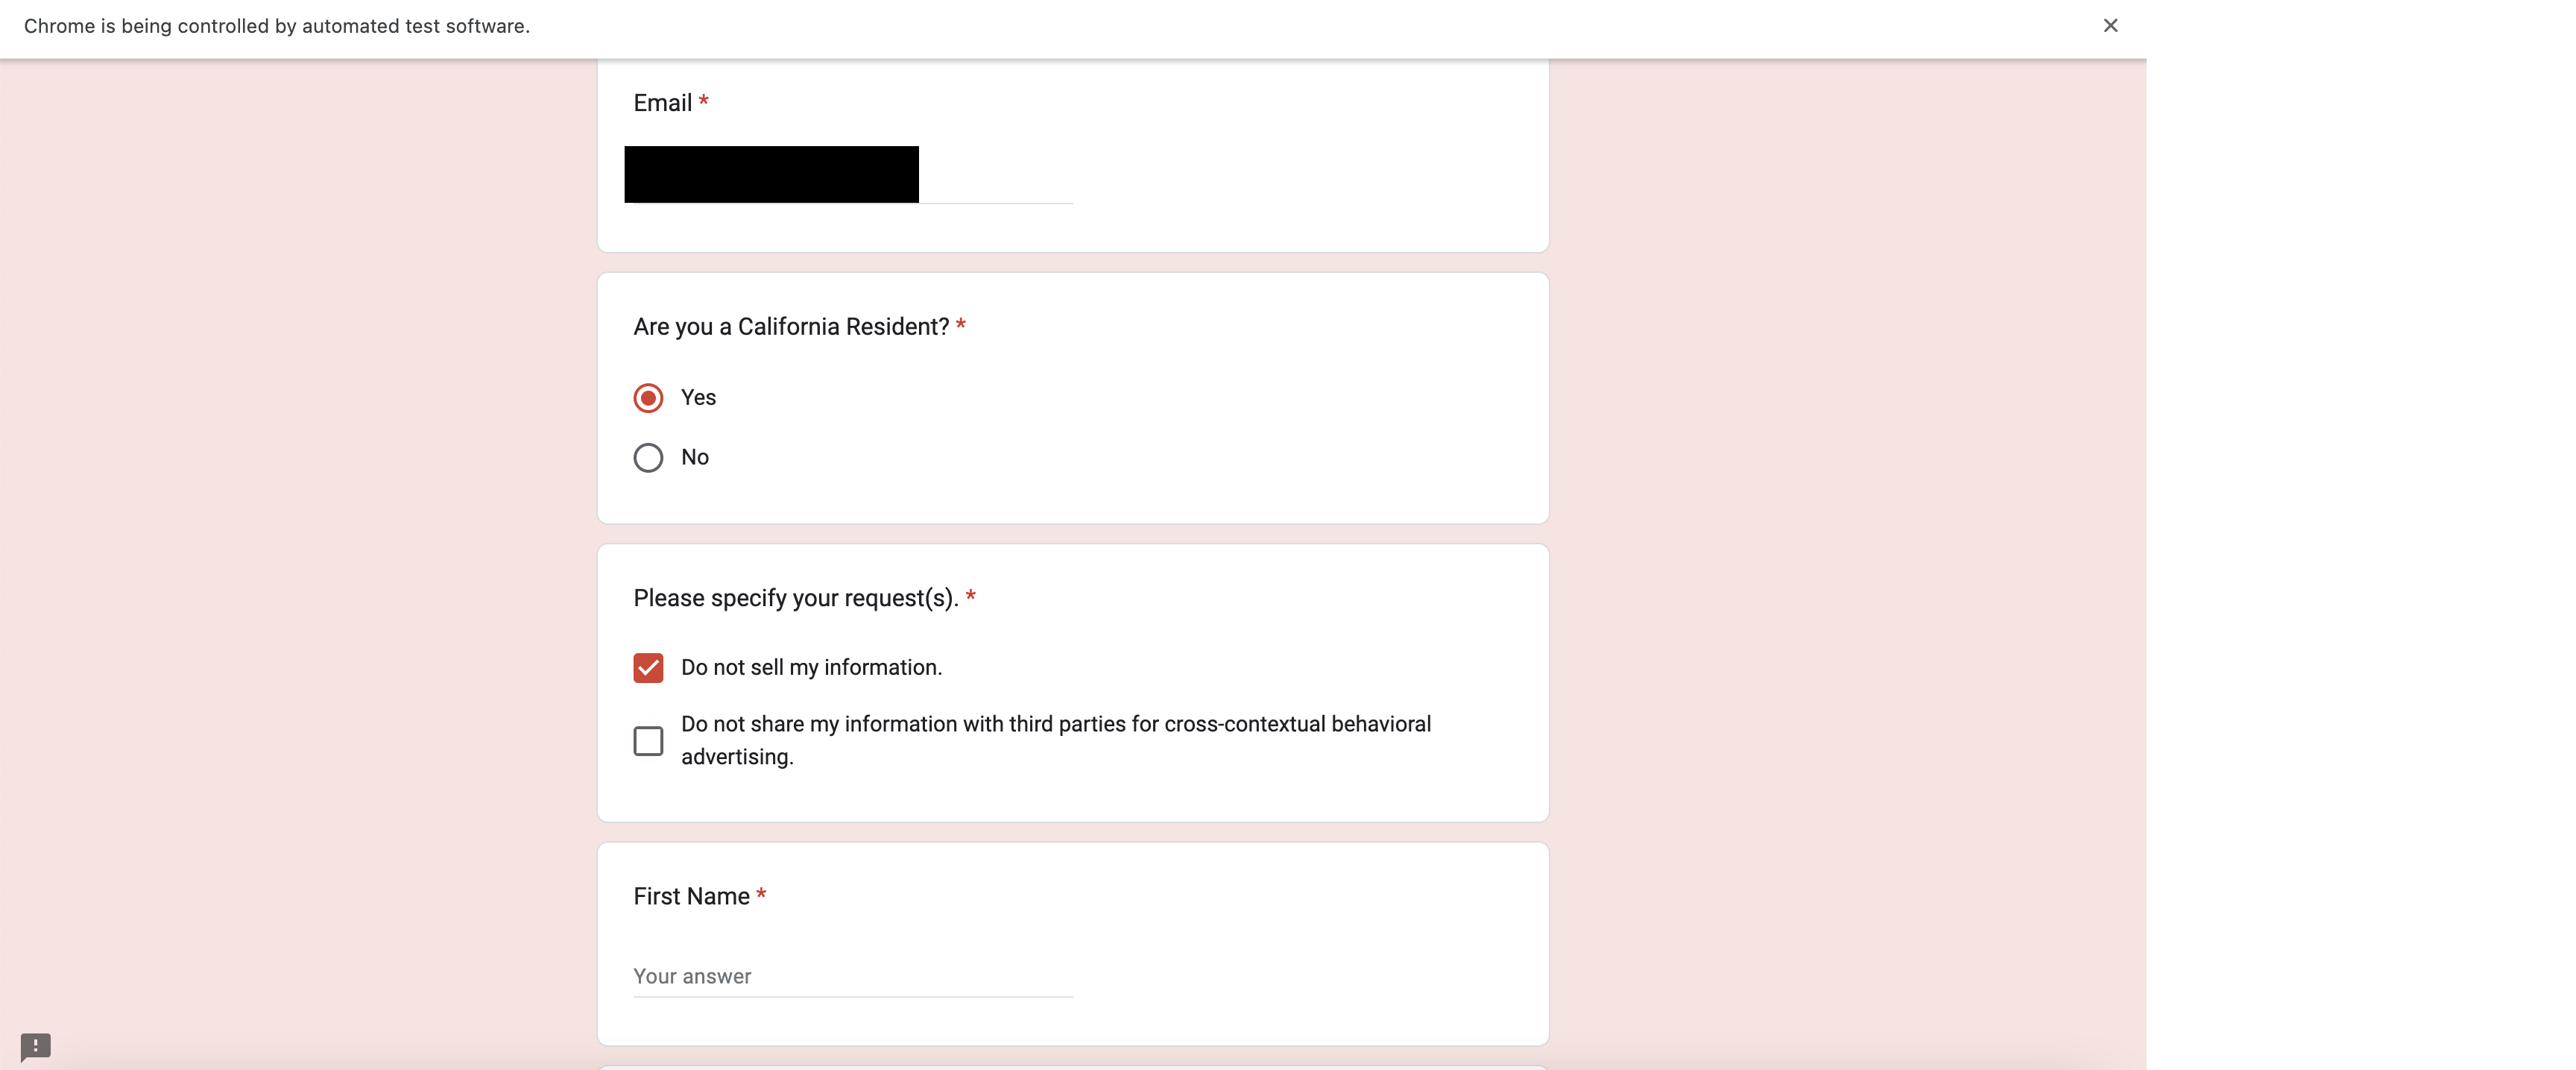 Chrome is being controlled by automated test software.
Email *
Are you a California Resident? *
Yes
No
Please specify your request(s). *
Do not sell my information.
Do not share my information with third parties for cross-contextual behavioral
advertising.
First Name *
Your answer